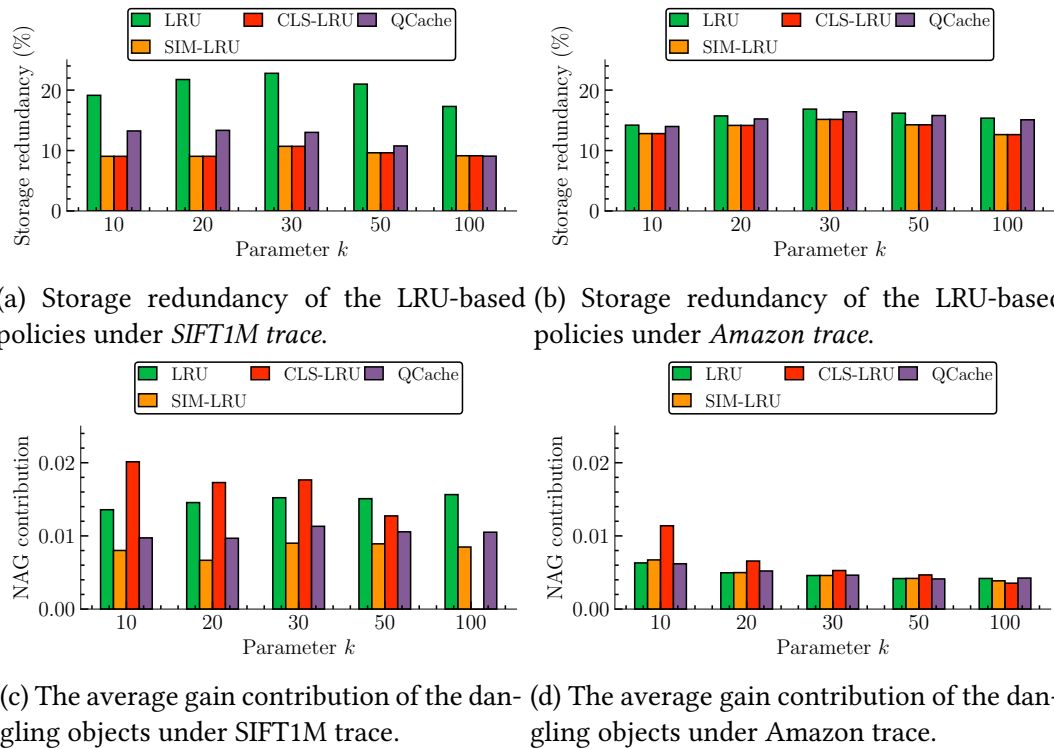 LRU CLS-LRU QCache
SIM-LRU
Storage redundancy (%)
20
10
0
10 20 30 50 100
Parameter k
(a) Storage redundancy of the LRU-based
policies under SIFT1M trace.
LRU CLS-LRU QCache
SIM-LRU
Storage redundancy (%)
20
10
0
10 20 30 50 100
Parameter k
(b) Storage redundancy of the LRU-based
policies under Amazon trace.
LRU CLS-LRU QCache
SIM-LRU
NAG contribution
0.02
0.01
0.00
10 20 30 50 100
Parameter k
(c) The average gain contribution of the dan-
gling objects under SIFT1M trace.
LRU CLS-LRU QCache
SIM-LRU
NAG contribution
0.02
0.01
0.00
10 20 30 50 100
Parameter k
(d) The average gain contribution of the dan-
gling objects under Amazon trace.